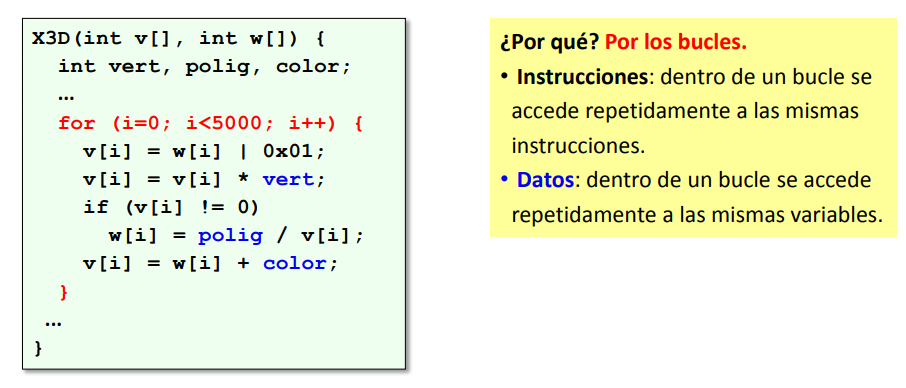 X3D(int v[], int w[]) {
int vert, polig, color;
…
for (i=0; i<5000; i++) {
v[i] = w[i] | 0x01;
v[i] = v[i] * vert;
if (v[i] != 0)
w[i] = polig / v[i];
v[i] = w[i] + color;
}
…
}
¿Por qué? Por los bucles.
• Instrucciones: dentro de un bucle se
accede repetidamente a las mismas
instrucciones.
• Datos: dentro de un bucle se accede
repetidamente a las mismas variables.